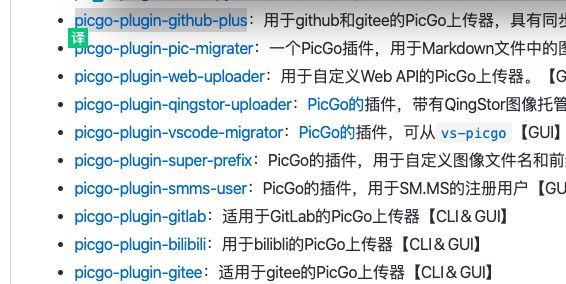 picgo-plugin-github-plus：用于github和gitee的PicGo上传器，具有同步
译
picgo-plugin-pic-migrater：一个PicGo插件，用于Markdown文件中的图
picgo-plugin-web-uploader：用于自定义Web API的PicGo上传器。【G
picgo-plugin-qingstor-uploader：PicGo的插件，带有QingStor图像托管
picgo-plugin-vscode-migrator：PicGo的插件，可从 vs-picgo 【GUI】
picgo-plugin-super-prefix：PicGo的插件，用于自定义图像文件名和前
picgo-plugin-smms-user：PicGo的插件，用于SM.MS的注册用户【GU
picgo-plugin-gitlab：适用于GitLab的PicGo上传器【CLI＆GUI】
picgo-plugin-bilibili：用于bilibli的PicGo上传器【CLI＆GUI】
picgo-plugin-gitee：适用于gitee的PicGo上传器【CLI＆GUI】